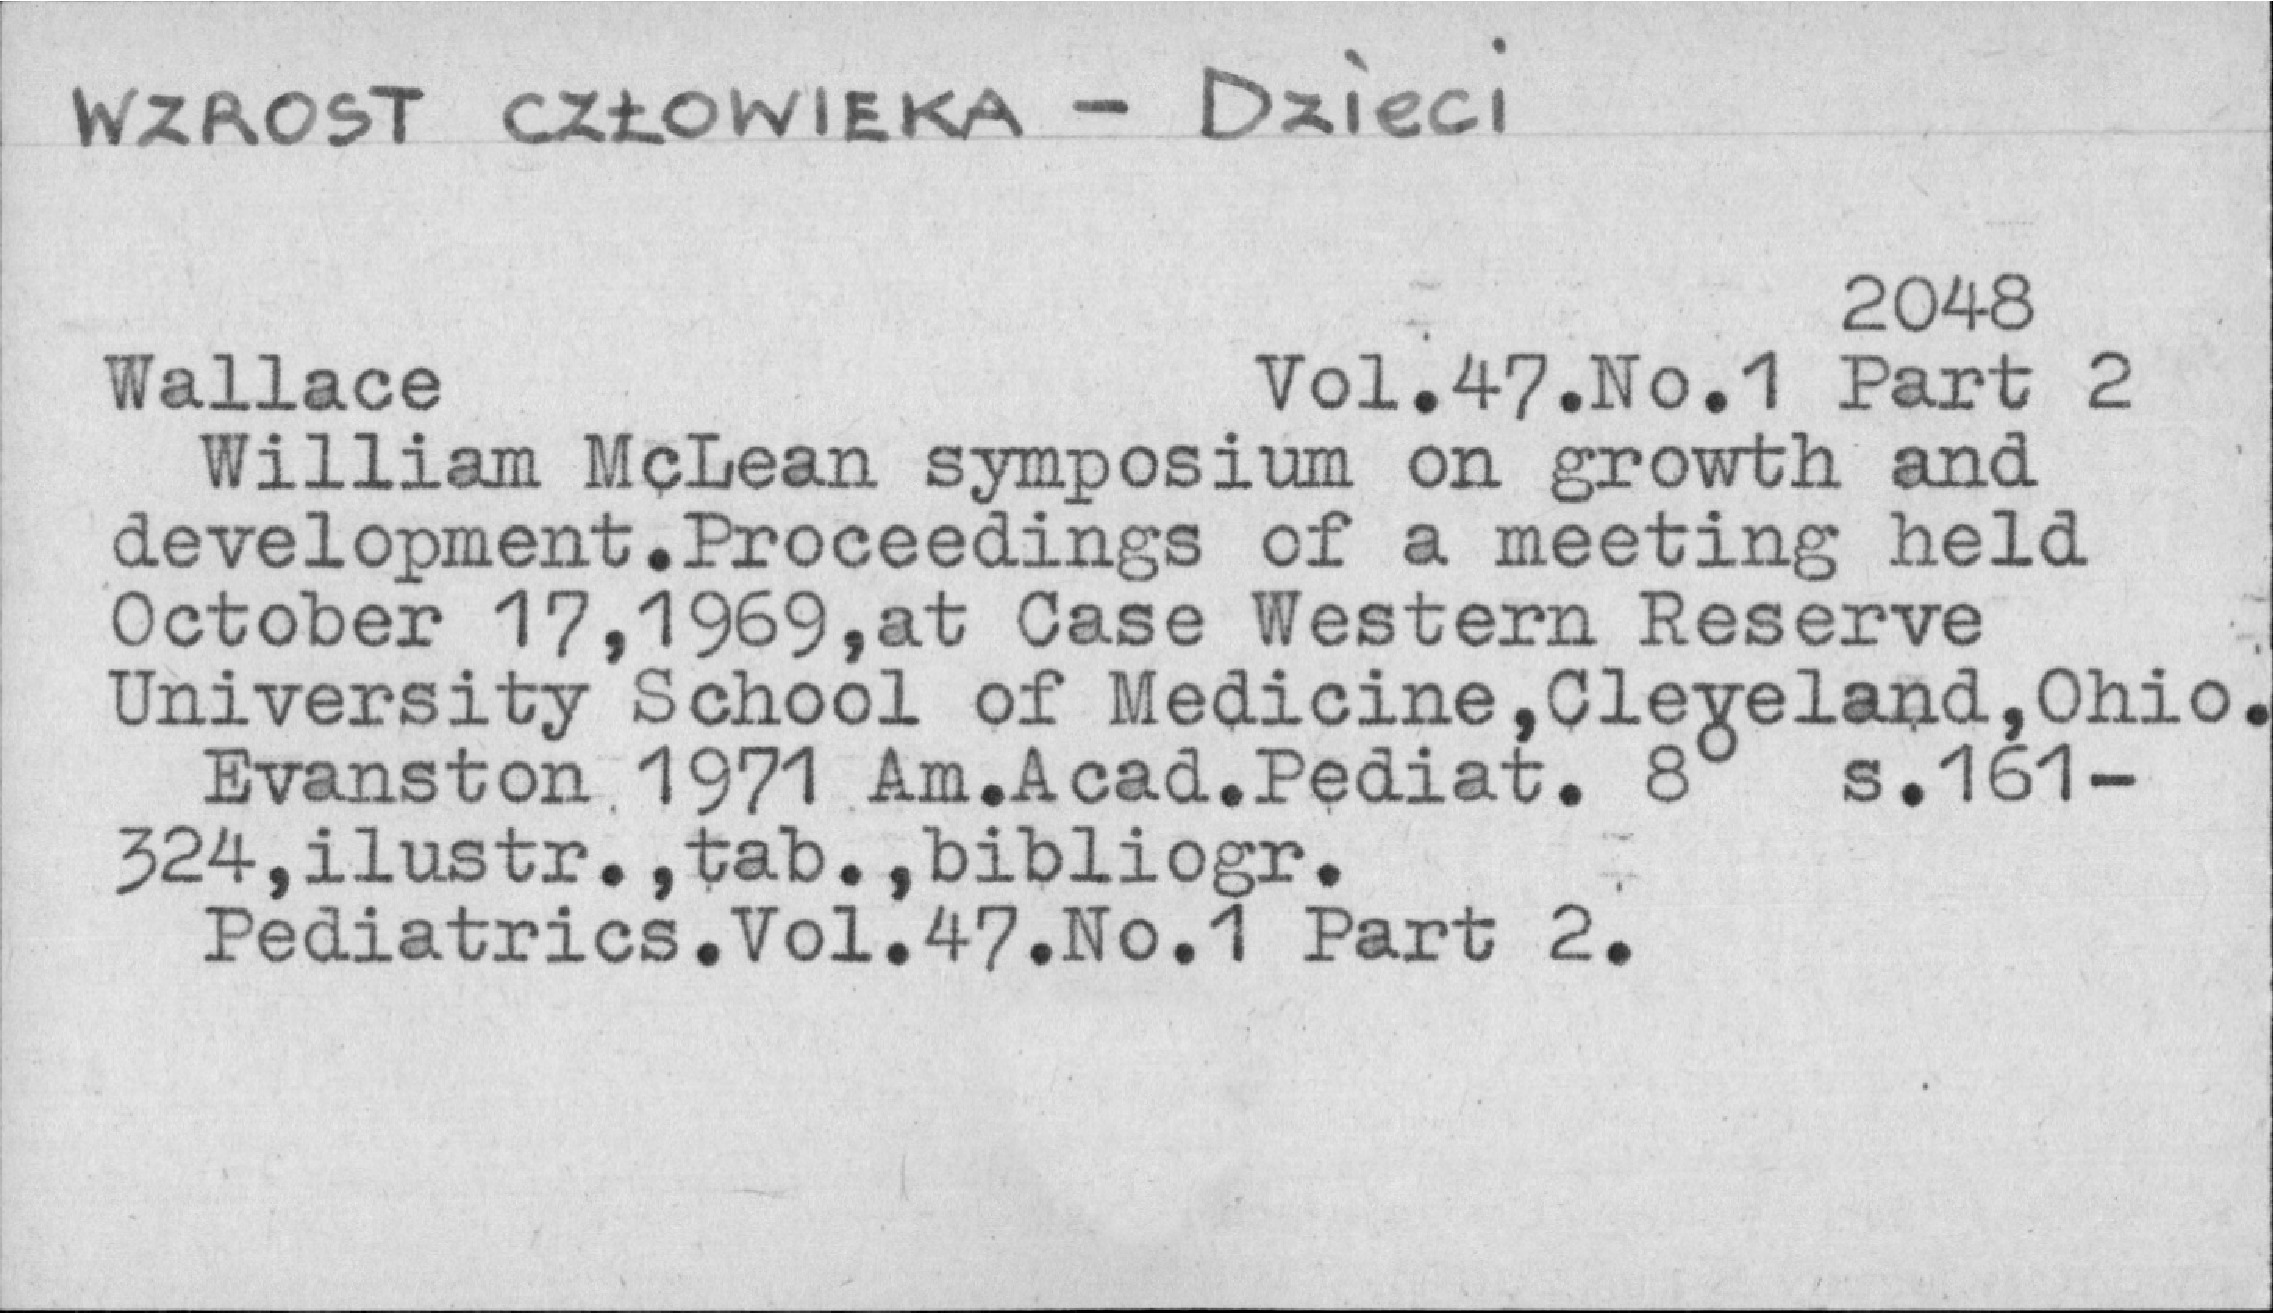 WZROST CZŁOWIEKA - Dzieci
2048
Wallace Vol.47.No.1 Part 2
William McLean symposium on growth and
development.Proceedings of a meeting held
October 17,1969,at Case Western Reserve
University School of Medicine,Cleveland,Ohio.
Evanston 1971 Am.Acad.Pediat. 8° s.161-
324,ilustr.,tab.,bibliogr.
Pediatrics.Vol.47.No.1 Part 2.